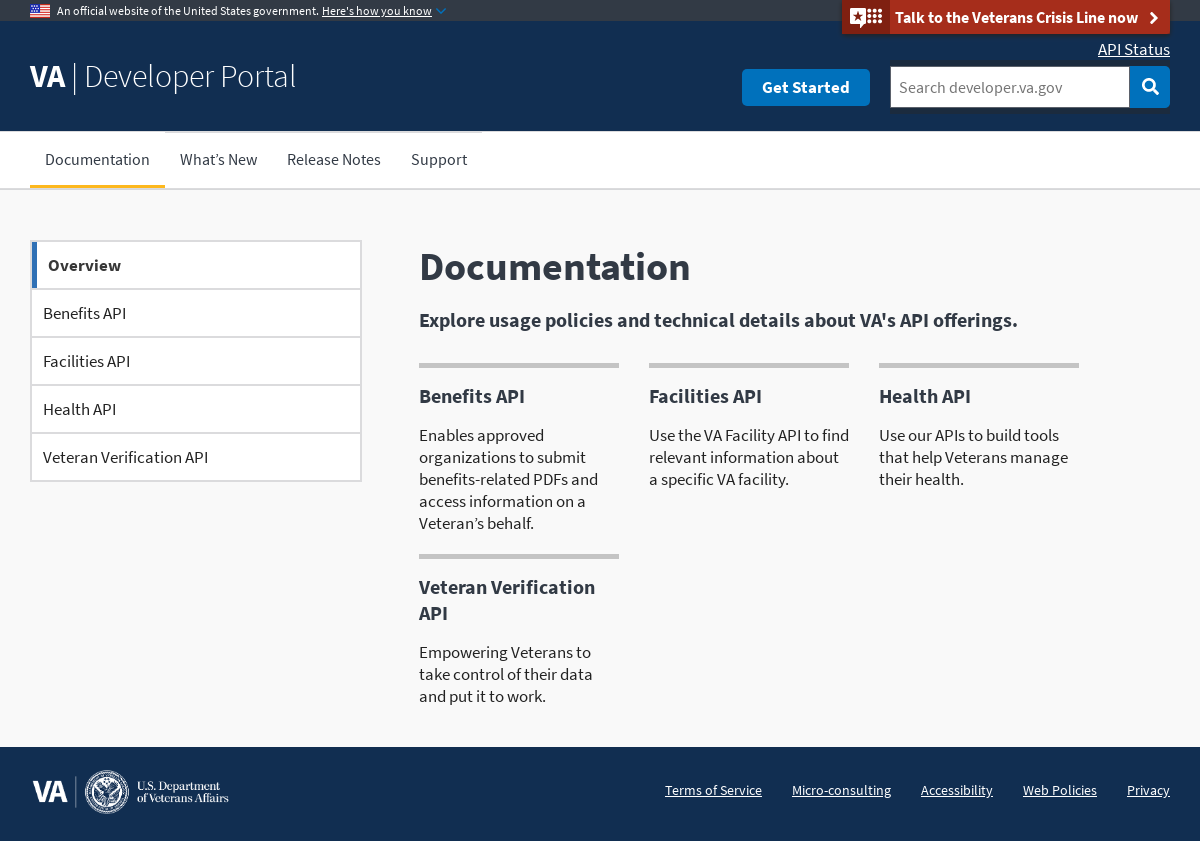 An official website of the United States government. Here's how you know
Talk to the Veterans Crisis Line now
API Status
VA | Developer Portal
Get Started
Search developer.va.gov
Documentation
What’s New
Release Notes
Support
Overview
Benefits API
Facilities API
Health API
Veteran Verification API
Documentation
Explore usage policies and technical details about VA's API offerings.
Benefits API
Enables approved
organizations to submit
benefits-related PDFs and
access information on a
Veteran’s behalf.
Facilities API
Use the VA Facility API to find
relevant information about
a specific VA facility.
Health API
Use our APIs to build tools
that help Veterans manage
their health.
Veteran Verification
API
Empowering Veterans to
take control of their data
and put it to work.
VA
U.S. Department
of Veterans Affairs
Terms of Service
Micro-consulting
Accessibility
Web Policies
Privacy